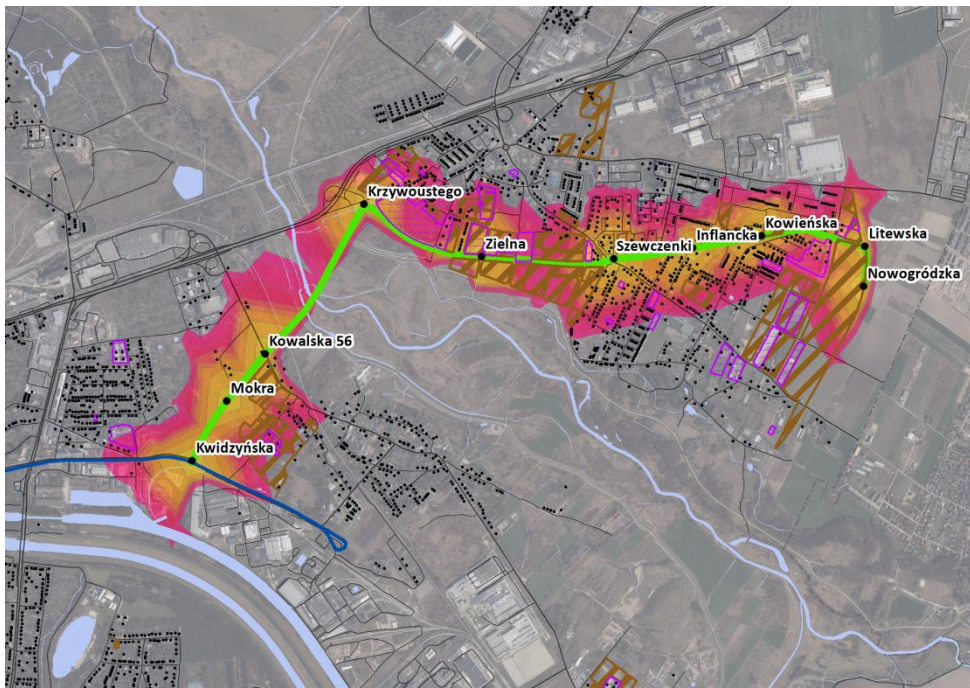 Krzywoustego
Zielna
Szewczenki
Inflancka
Kowieńska
Litewska
Nowogródzka
Kowalska 56
Mokra
Kwidzyńska